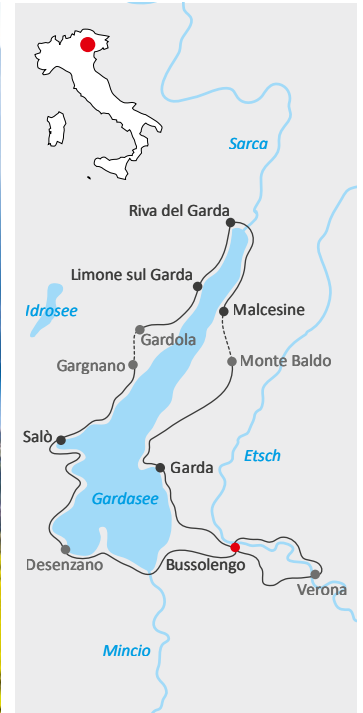 Sarca
Riva del Garda
Limone sul Garda
Idrosee
Malcesine
Gardola
Gargnano
Monte Baldo
Salò
Etsch
Garda
Gardasee
Desenzano
Bussolengo
Verona
Mincio